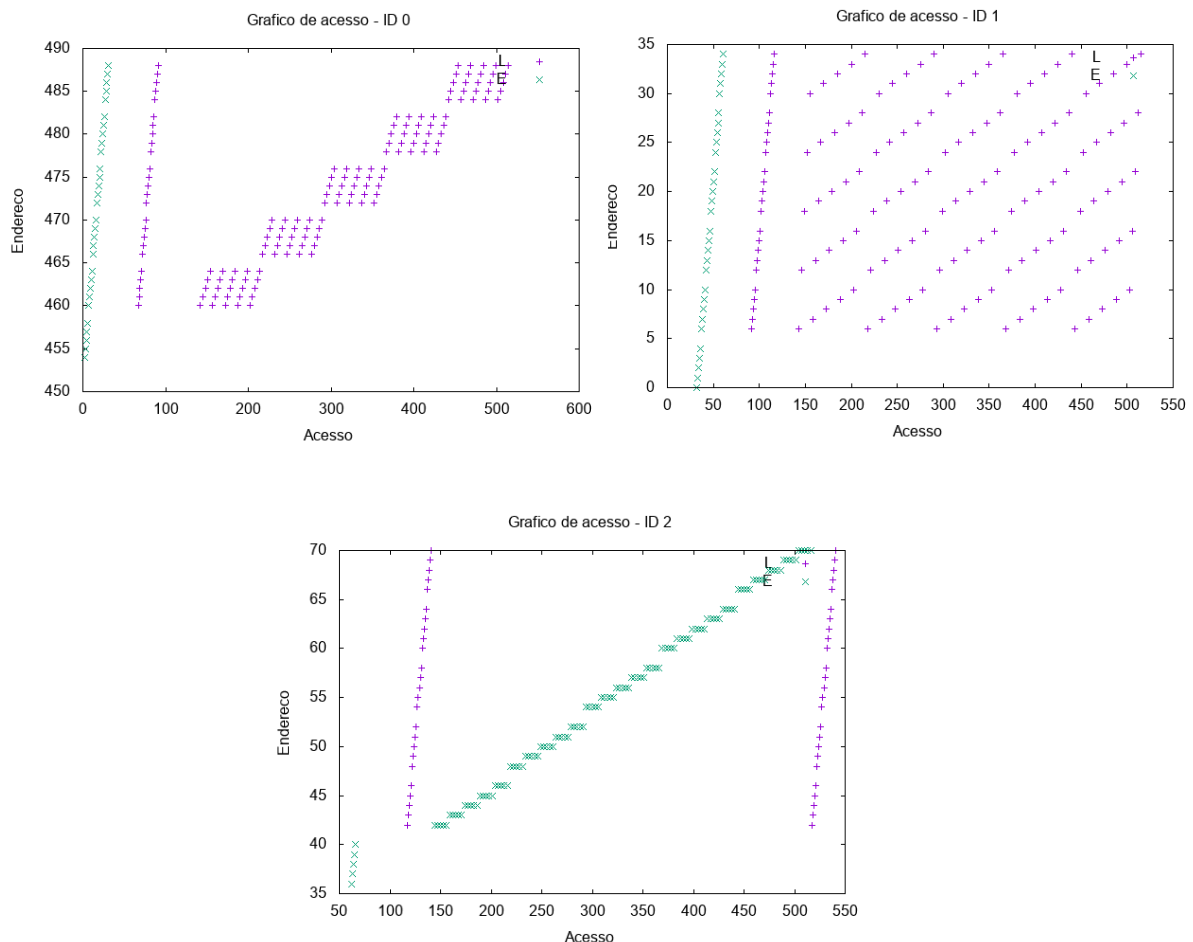 Grafico de acesso - ID 0
490
485
480
475
470
465
460
455
450
0 100 200 300 400 500 600
Endereco
Acesso
L
E
Grafico de acesso - ID 1
35
30
25
20
15
10
5
0
0 50 100 150 200 250 300 350 400 450 500 550
Endereco
Acesso
L
E
Grafico de acesso - ID 2
70
65
60
55
50
45
40
35
50 100 150 200 250 300 350 400 450 500 550
Endereco
Acesso
L
E